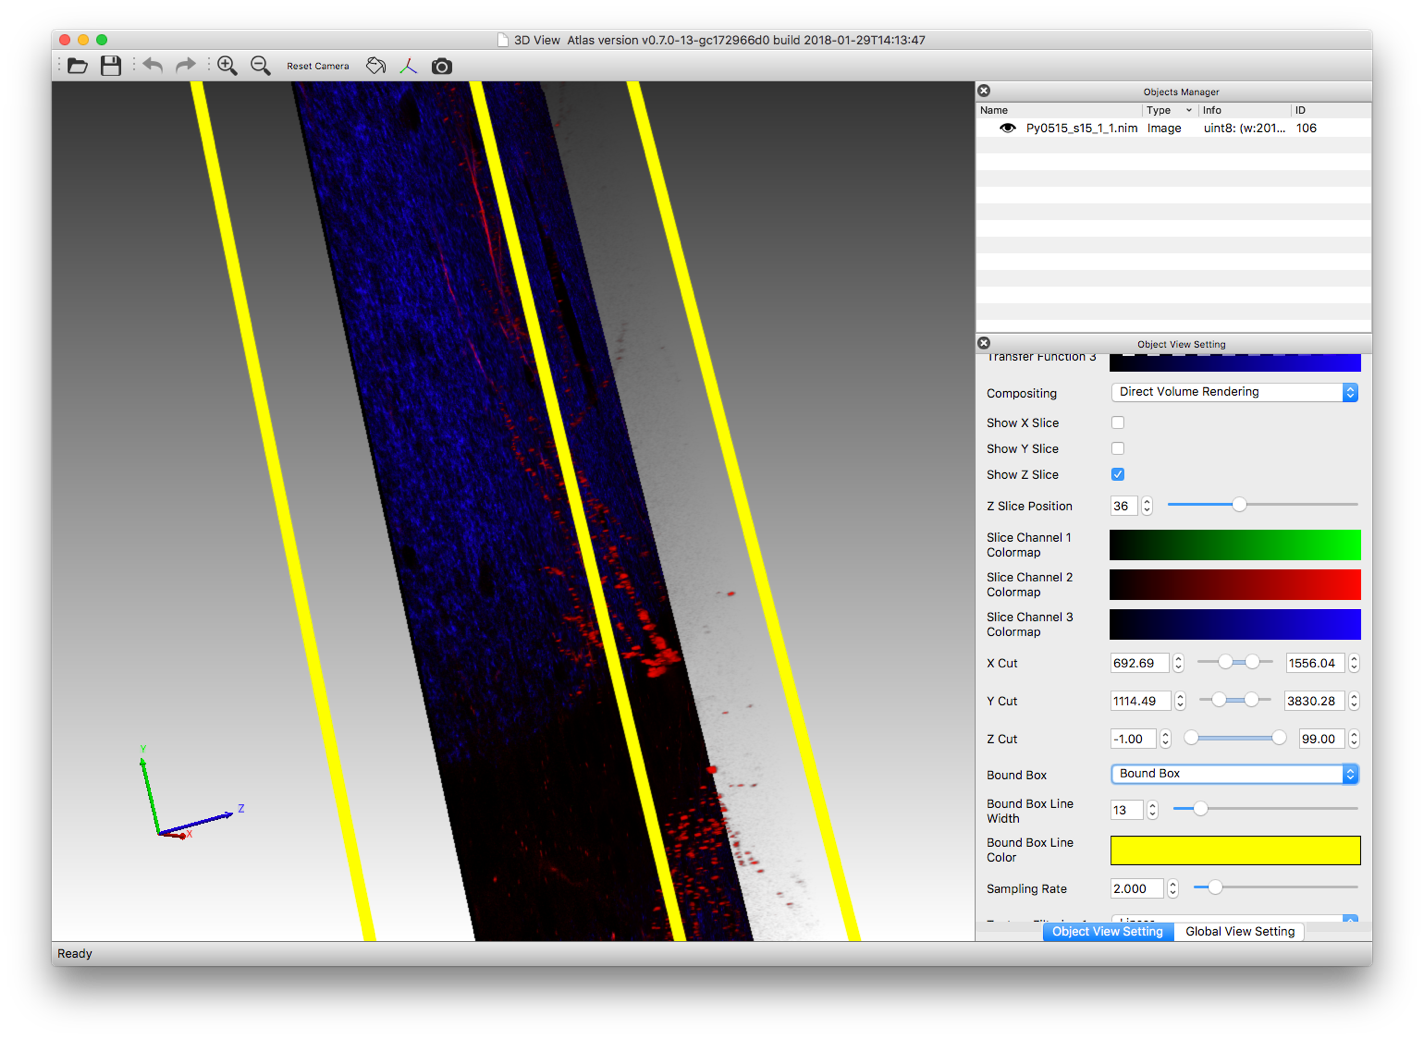 3D View  Atlas version v0.7.0-13-gc172966d0 build 2018-01-29T14:13:47
Reset Camera
Objects Manager
Name Type Info ID
Py0515_s15_1_1.nim Image uint8: (w:201... 106
Object View Setting
Transfer Function 3
Compositing Direct Volume Rendering
Show X Slice
Show Y Slice
Show Z Slice
Z Slice Position 36
Slice Channel 1
Colormap
Slice Channel 2
Colormap
Slice Channel 3
Colormap
X Cut 692.69 1556.04
Y Cut 1114.49 3830.28
Z Cut -1.00 99.00
Bound Box Bound Box
Bound Box Line
Width
13
Bound Box Line
Color
Sampling Rate 2.000
Object View Setting Global View Setting
Y
Z
X
Ready